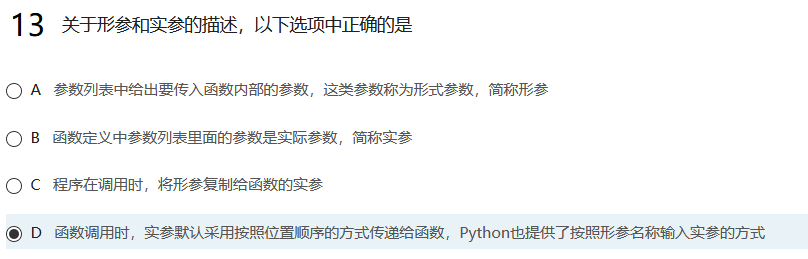 13 关于形参和实参的描述，以下选项中正确的是
A 参数列表中给出要传入函数内部的参数，这类参数称为形式参数，简称形参
B 函数定义中参数列表里面的参数是实际参数，简称实参
C 程序在调用时，将形参复制给函数的实参
D 函数调用时，实参默认采用按照位置顺序的方式传递给函数，Python也提供了按照形参名称输入实参的方式